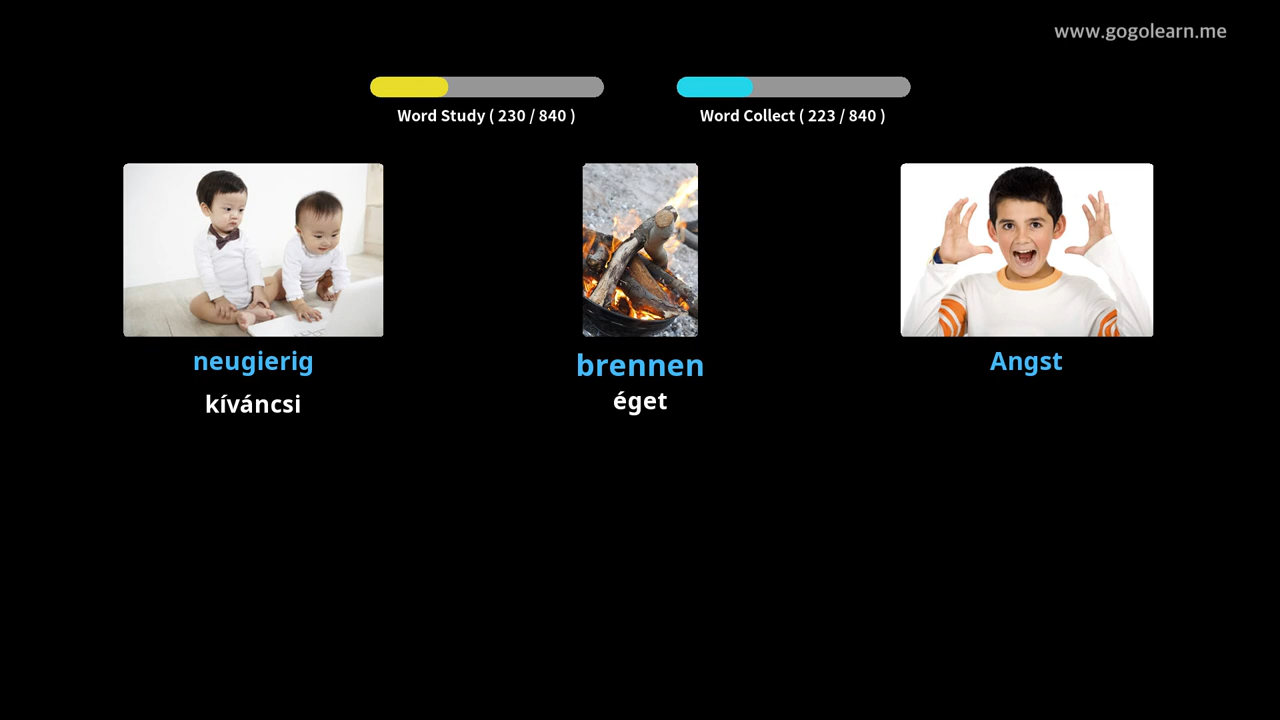 www.gogolearn.me
Word Study ( 230 / 840 )
Word Collect ( 223 / 840 )
neugierig
kíváncsi
brennen
éget
Angst